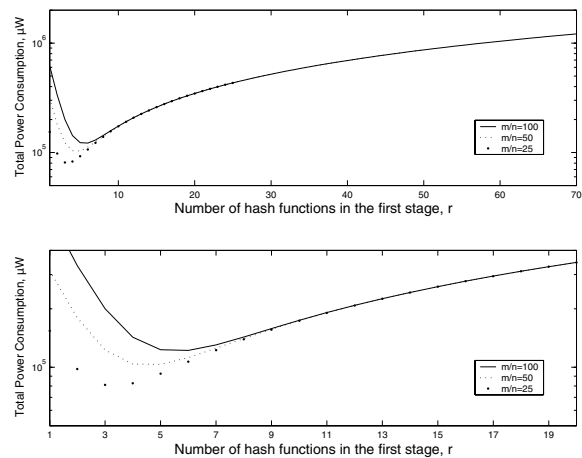 Total Power Consumption, µW
10^6
10^5
10 20 30 40 50 60 70
Number of hash functions in the first stage, r
m/n=100
m/n=50
m/n=25
Total Power Consumption, µW
10^5
1 3 5 7 9 11 13 15 17 19
Number of hash functions in the first stage, r
m/n=100
m/n=50
m/n=25